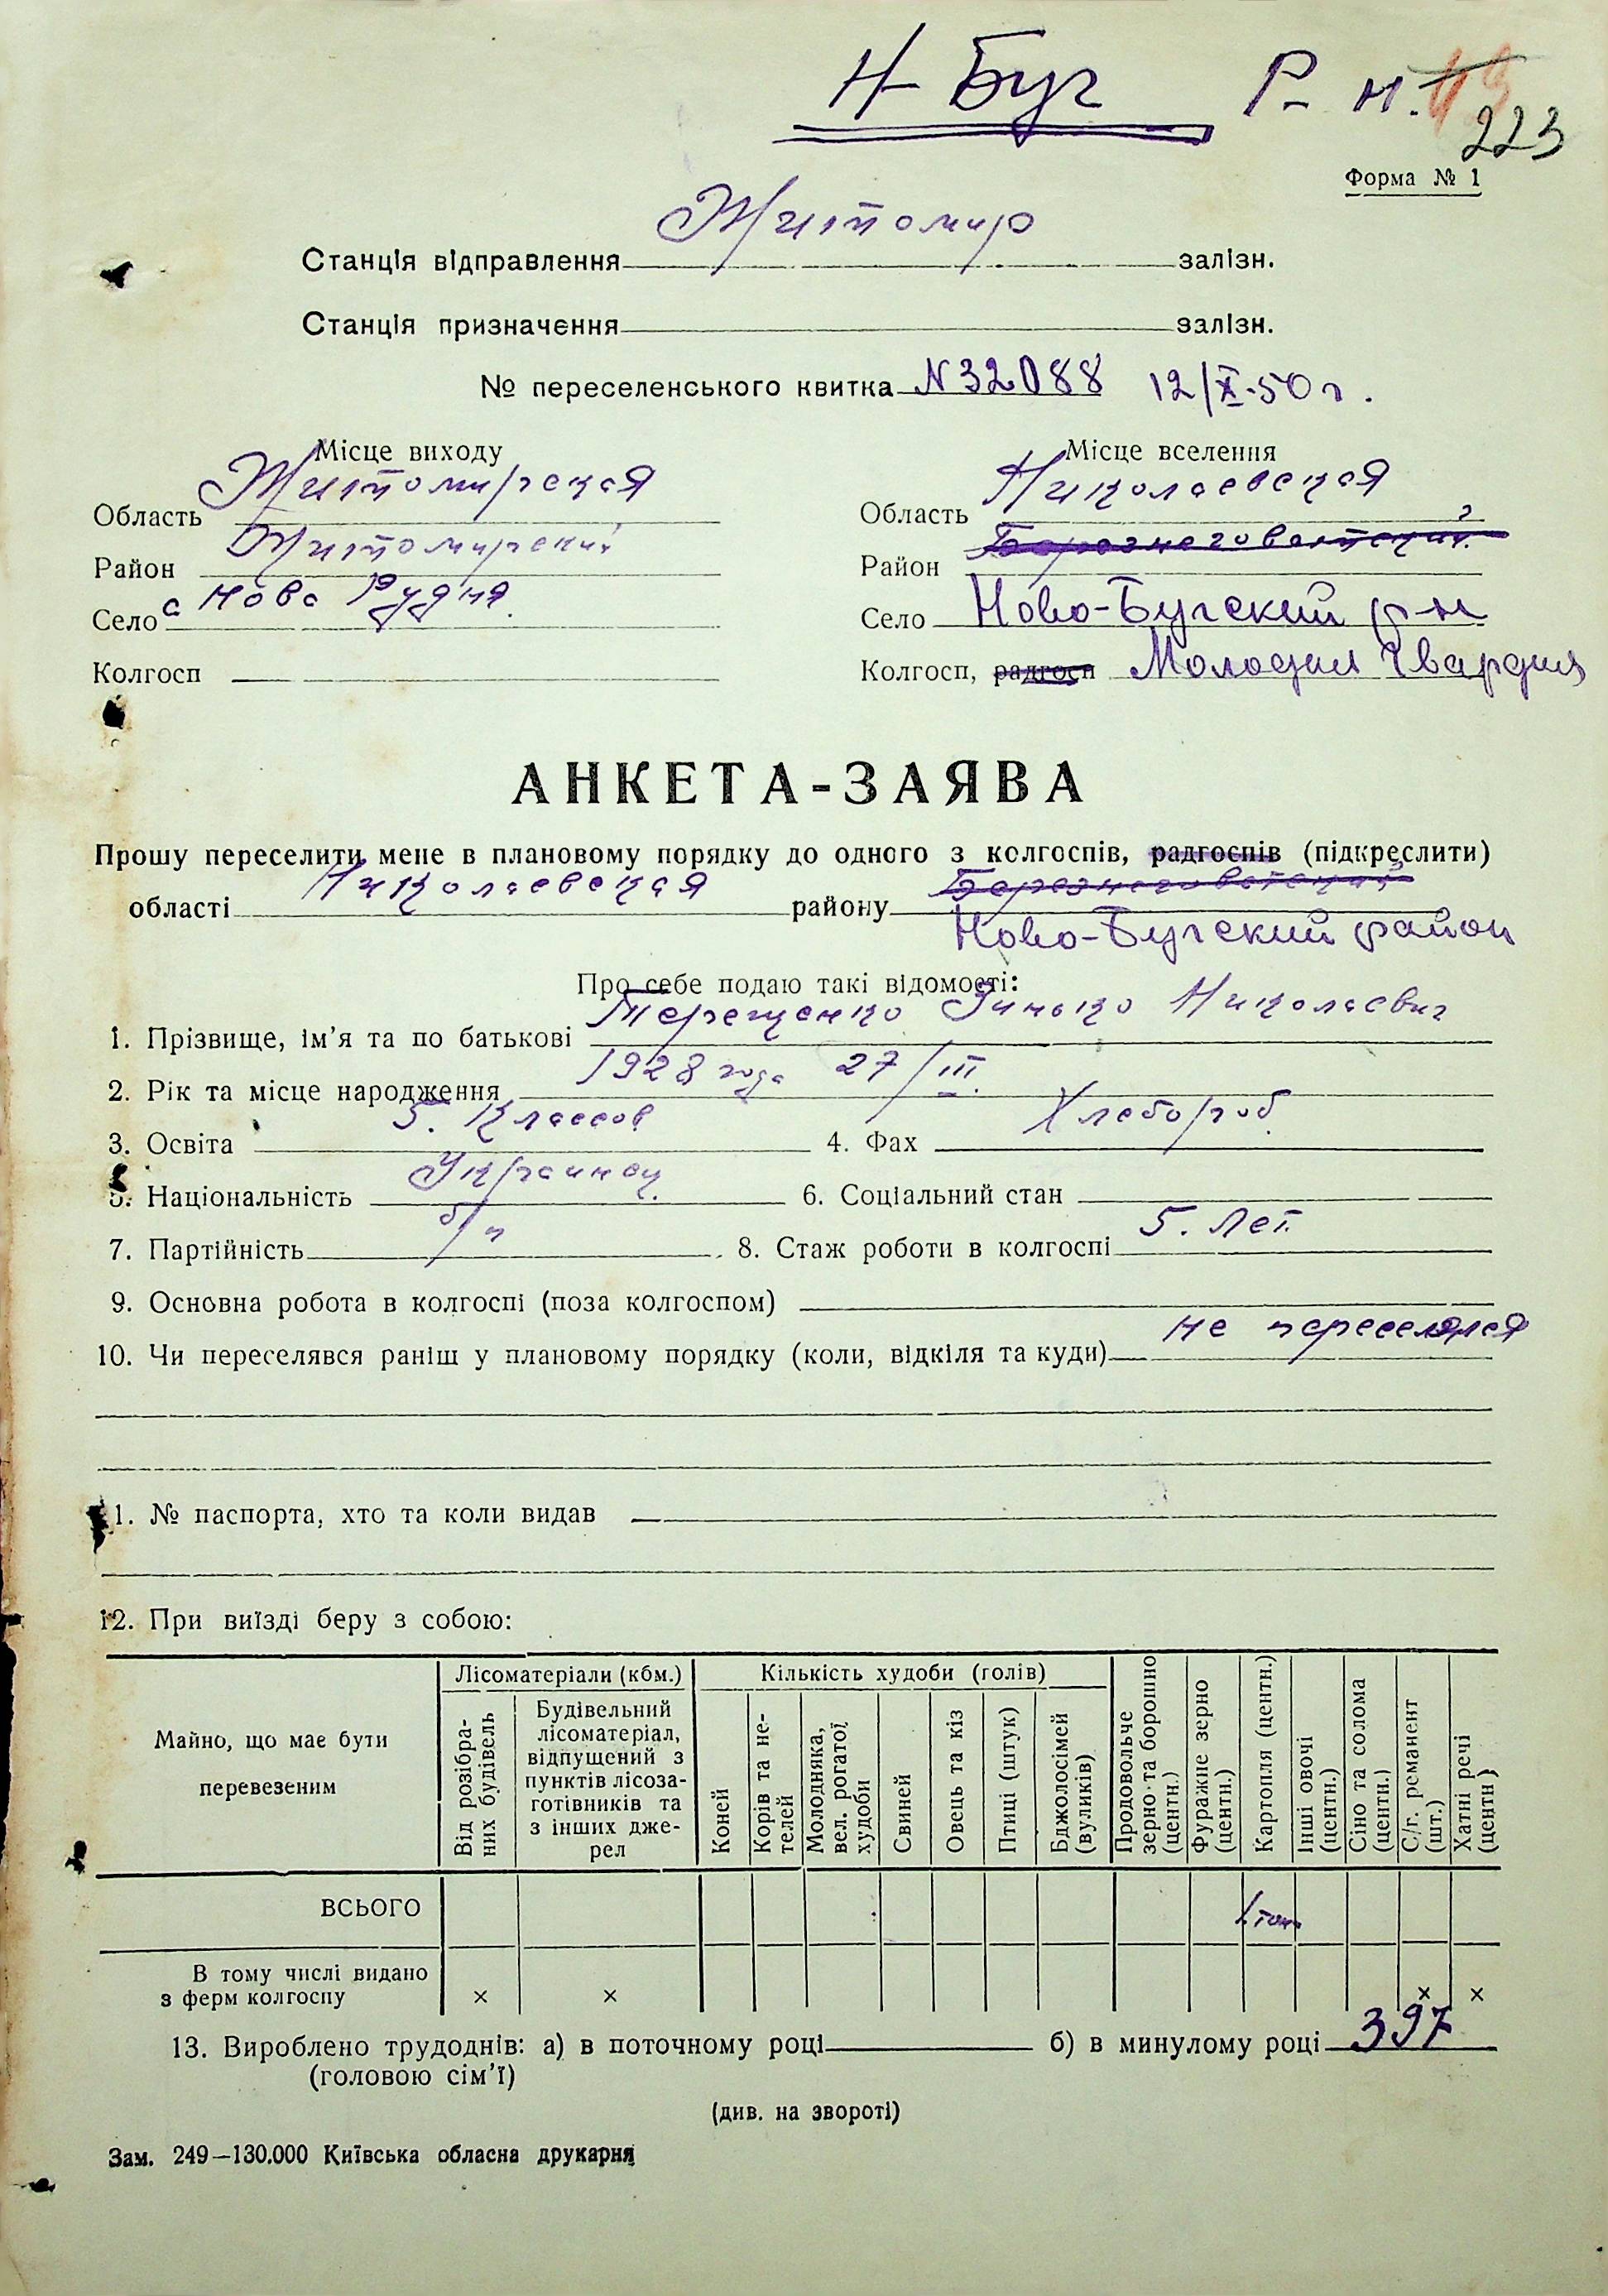 Н-Буг Р-н.
223
Форма № 1
Станція відправлення Житомир залізн.
Станція призначення залізн.
№ переселенського квитка N 32088 12/X-50 г.
Місце виходу
Область Житомирская
Район Житомирский
Село с Нова Рудня
Колгосп
Місце вселення
Область Николаевская
Район Березнеговатский
Село Ново-Бугский р-н
Колгосп, радгосп Молодая Гвардия
АНКЕТА-ЗАЯВА
Прошу переселити мене в плановому порядку до одного з колгоспів, радгоспів (підкреслити)
області Николаевская району Березнеговатский
Ново-Бугский район
Про себе подаю такі відомості:
1. Прізвище, ім'я та по батькові Терещенко Зинько Николаевич
2. Рік та місце народження 1928 года 27/III.
3. Освіта 5. классов 4. Фах Хлебороб
5. Національність Украинец. 6. Соціальний стан
7. Партійність б/п 8. Стаж роботи в колгоспі 5. лет.
9. Основна робота в колгоспі (поза колгоспом)
10. Чи переселявся раніш у плановому порядку (коли, відкіля та куди) не переселялся
11. № паспорта, хто та коли видав
12. При виїзді беру з собою:
Майно, що має бути перевезеним
Лісоматеріали (кбм.)
Від розібраних будівель
Будівельний лісоматеріал, відпущений з пунктів лісозаготівників та з інших джерел
Кількість худоби (голів)
Коней
Корів та нетелей
Молодняка, вел. рогатої худоби
Свиней
Овець та кіз
Птиці (штук)
Бджолосімей (вуликів)
Продовольче зерно та борошно (центн.)
Фуражне зерно (центн.)
Картопля (центн.)
Інші овочі (центн.)
Сіно та солома (центн.)
С/г. реманент (шт.)
Хатні речі (центн)
ВСЬОГО 1 тон.
В тому числі видано з ферм колгоспу × × × ×
13. Вироблено трудоднів: а) в поточному році б) в минулому році 397
(головою сім'ї)
(див. на звороті)
Зам. 249—130.000 Київська обласна друкарня